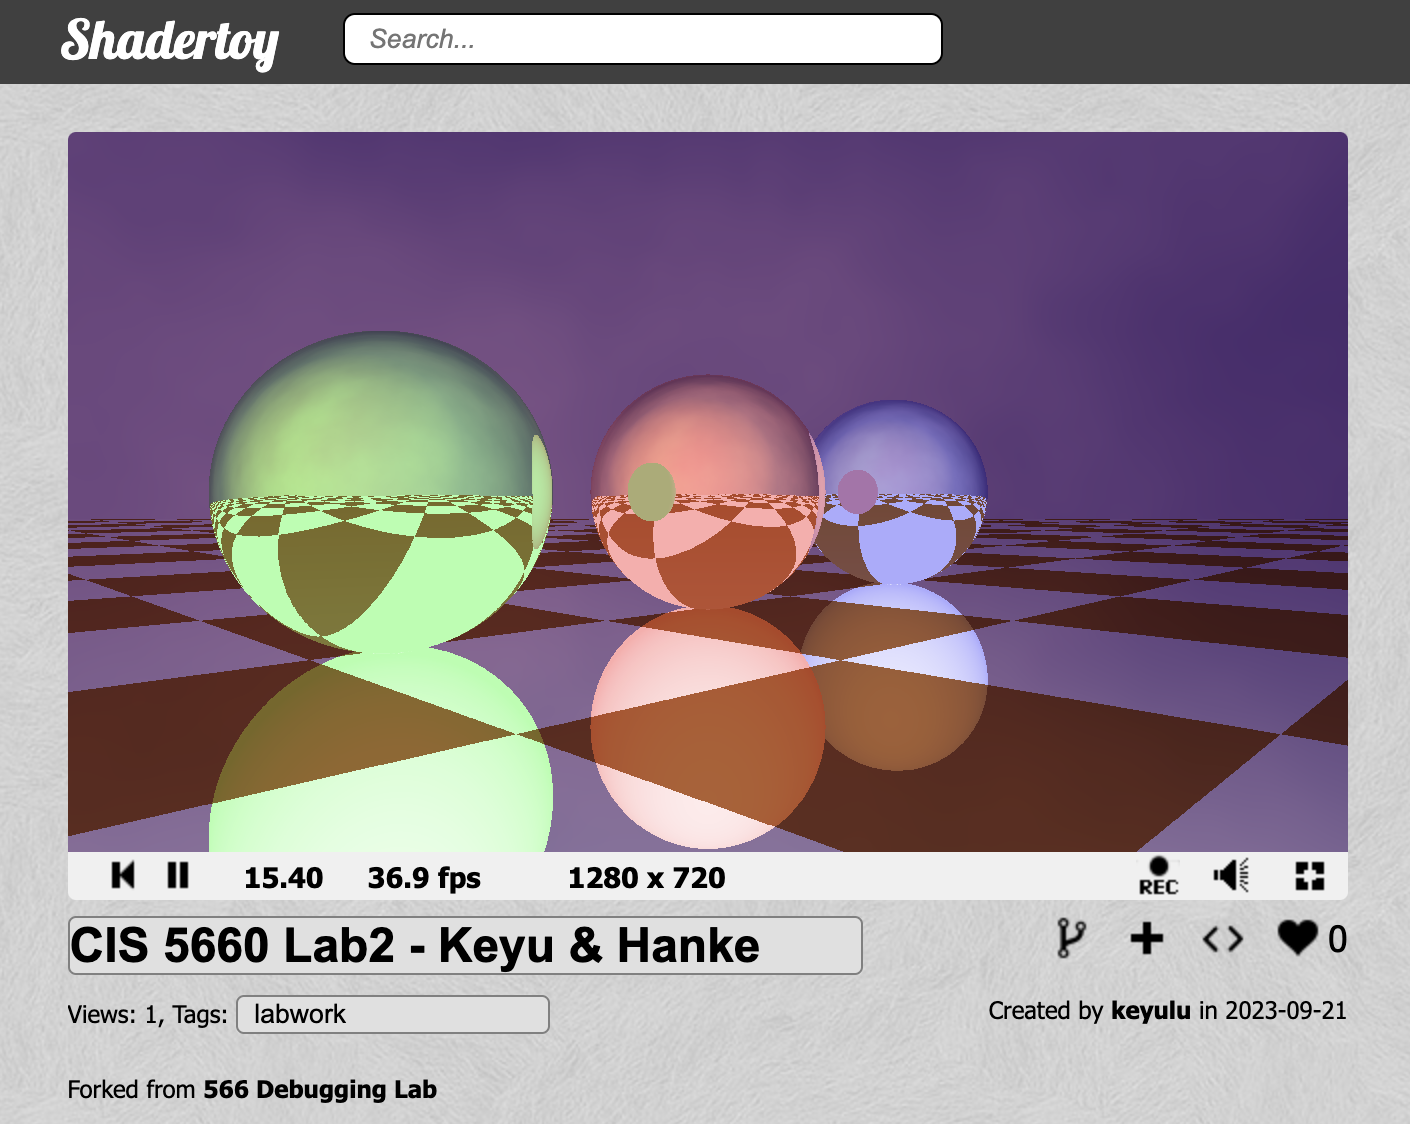 Shadertoy
Search...
15.40 36.9 fps 1280 x 720
REC
CIS 5660 Lab2 - Keyu & Hanke
0
Views: 1, Tags: labwork
Created by keyulu in 2023-09-21
Forked from 566 Debugging Lab